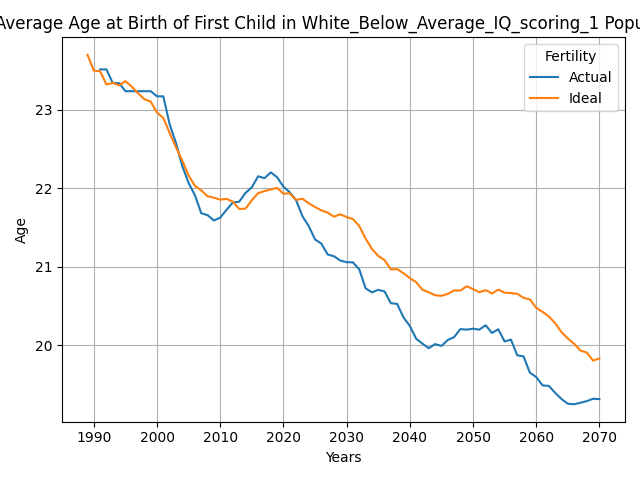 Average Age at Birth of First Child in White_Below_Average_IQ_scoring_1 Popu
Fertility
Actual
Ideal
Age
23
22
21
20
1990
2000
2010
2020
2030
2040
2050
2060
2070
Years